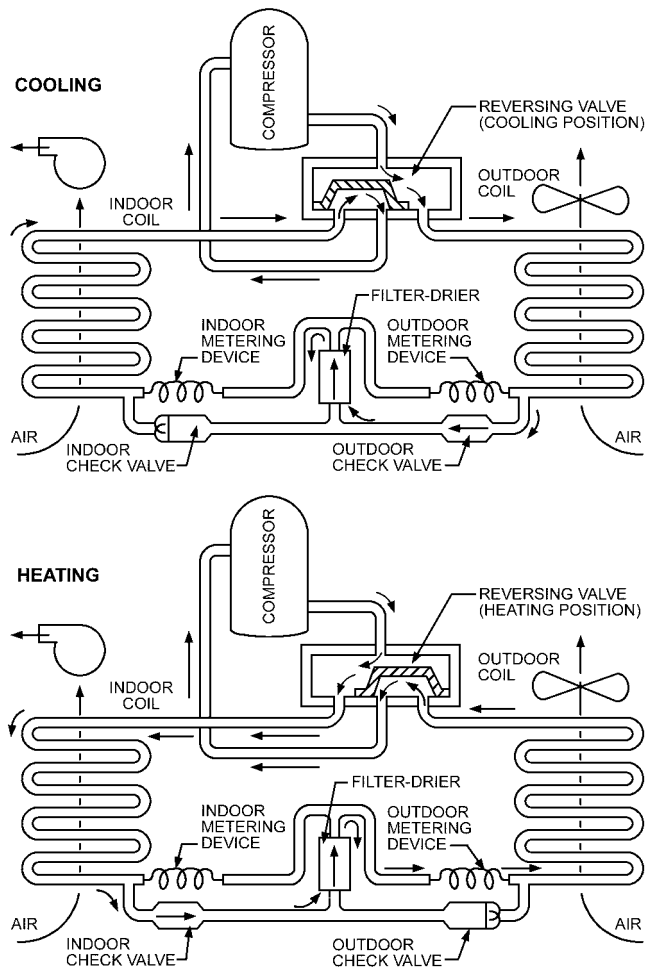 COOLING
COMPRESSOR
REVERSING VALVE
(COOLING POSITION)
OUTDOOR
COIL
INDOOR
COIL
FILTER-DRIER
INDOOR
METERING
DEVICE
OUTDOOR
METERING
DEVICE
AIR
INDOOR
CHECK VALVE
OUTDOOR
CHECK VALVE
AIR
HEATING
COMPRESSOR
REVERSING VALVE
(HEATING POSITION)
OUTDOOR
COIL
INDOOR
COIL
FILTER-DRIER
INDOOR
METERING
DEVICE
OUTDOOR
METERING
DEVICE
AIR
INDOOR
CHECK VALVE
OUTDOOR
CHECK VALVE
AIR